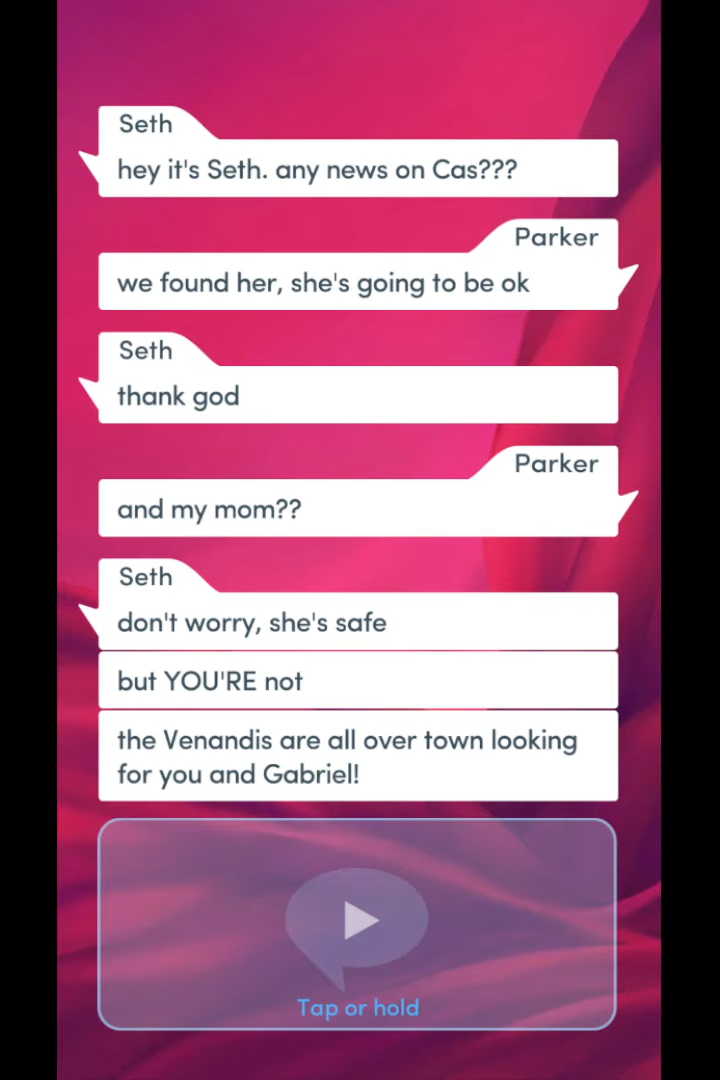 Seth
hey it's Seth. any news on Cas???
Parker
we found her, she's going to be ok
Seth
thank god
Parker
and my mom??
Seth
don't worry, she's safe
but YOU'RE not
the Venandis are all over town looking
for you and Gabriel!
Tap or hold